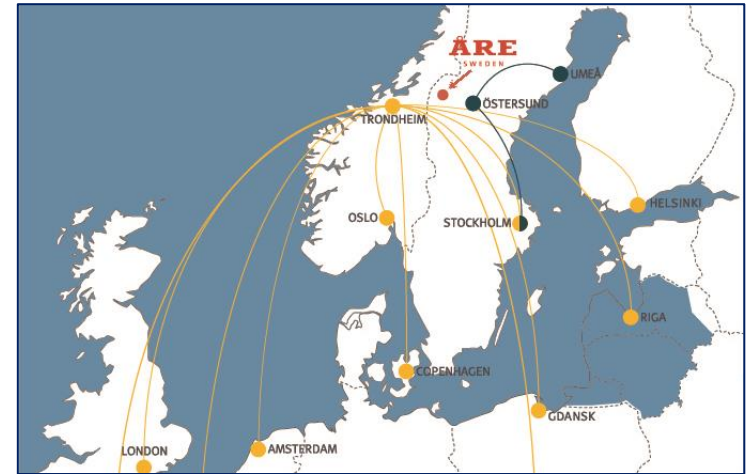 ÅRE
SWEDEN
UMEÅ
ÖSTERSUND
TRONDHEIM
OSLO
STOCKHOLM
HELSINKI
RIGA
COPENHAGEN
GDANSK
LONDON
AMSTERDAM